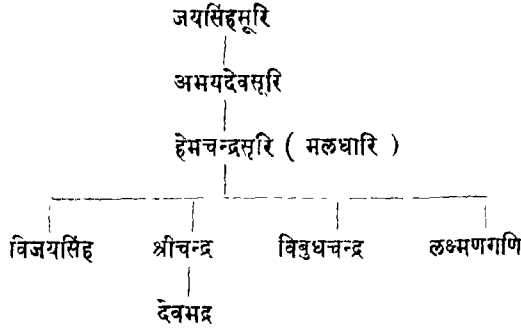 जयसिंहसूरि
अभयदेवसूरि
हेमचन्द्रसूरि ( मलधारि )
विजयसिंह श्रीचन्द्र विबुधचन्द्र लक्ष्मणगणि
देवभद्र